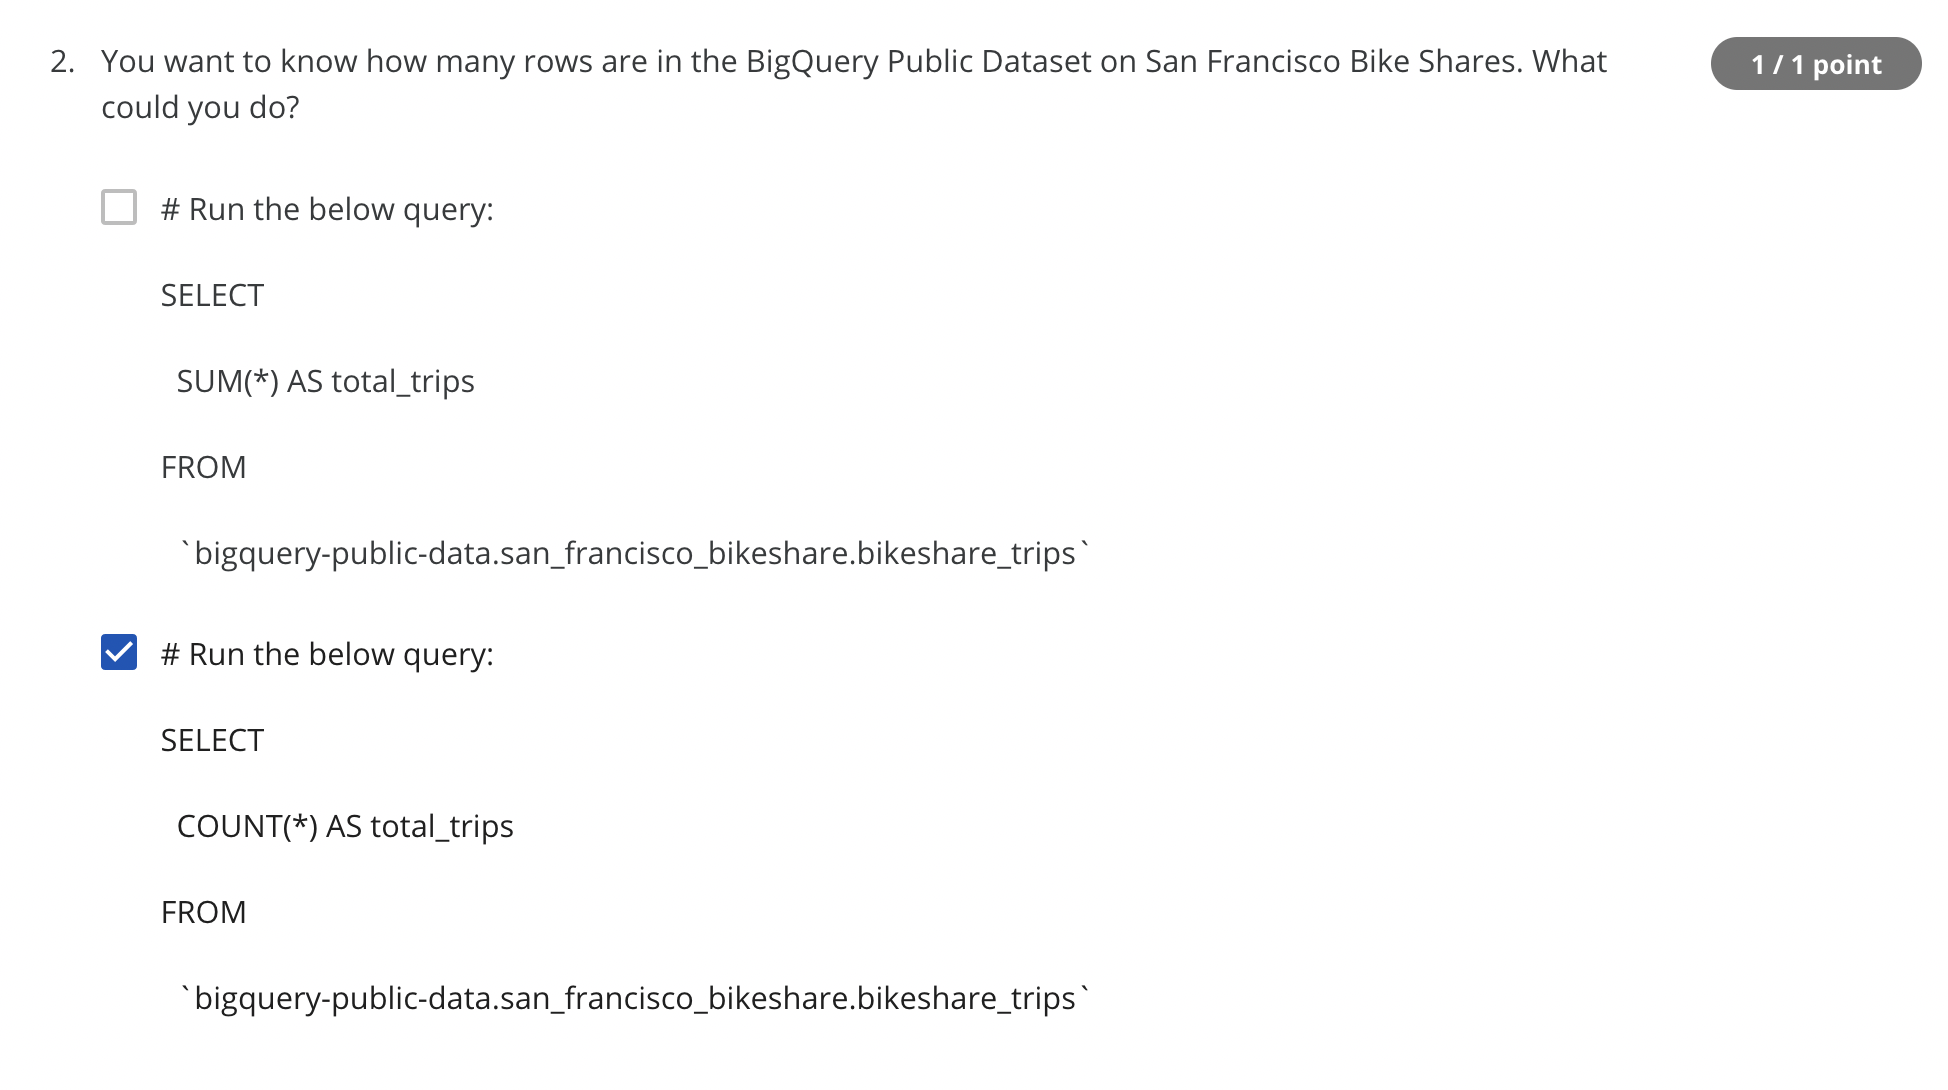 2. You want to know how many rows are in the BigQuery Public Dataset on San Francisco Bike Shares. What
could you do?
1 / 1 point
# Run the below query:
SELECT
SUM(*) AS total_trips
FROM
`bigquery-public-data.san_francisco_bikeshare.bikeshare_trips`
# Run the below query:
SELECT
COUNT(*) AS total_trips
FROM
`bigquery-public-data.san_francisco_bikeshare.bikeshare_trips`